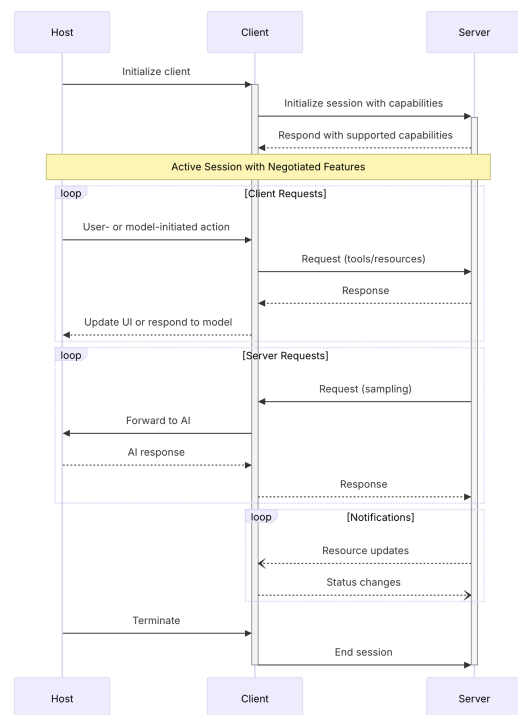 Host
Client
Server
Initialize client
Initialize session with capabilities
Respond with supported capabilities
Active Session with Negotiated Features
loop
[Client Requests]
User- or model-initiated action
Request (tools/resources)
Response
Update UI or respond to model
loop
[Server Requests]
Request (sampling)
Forward to AI
AI response
Response
loop
[Notifications]
Resource updates
Status changes
Terminate
End session
Host
Client
Server